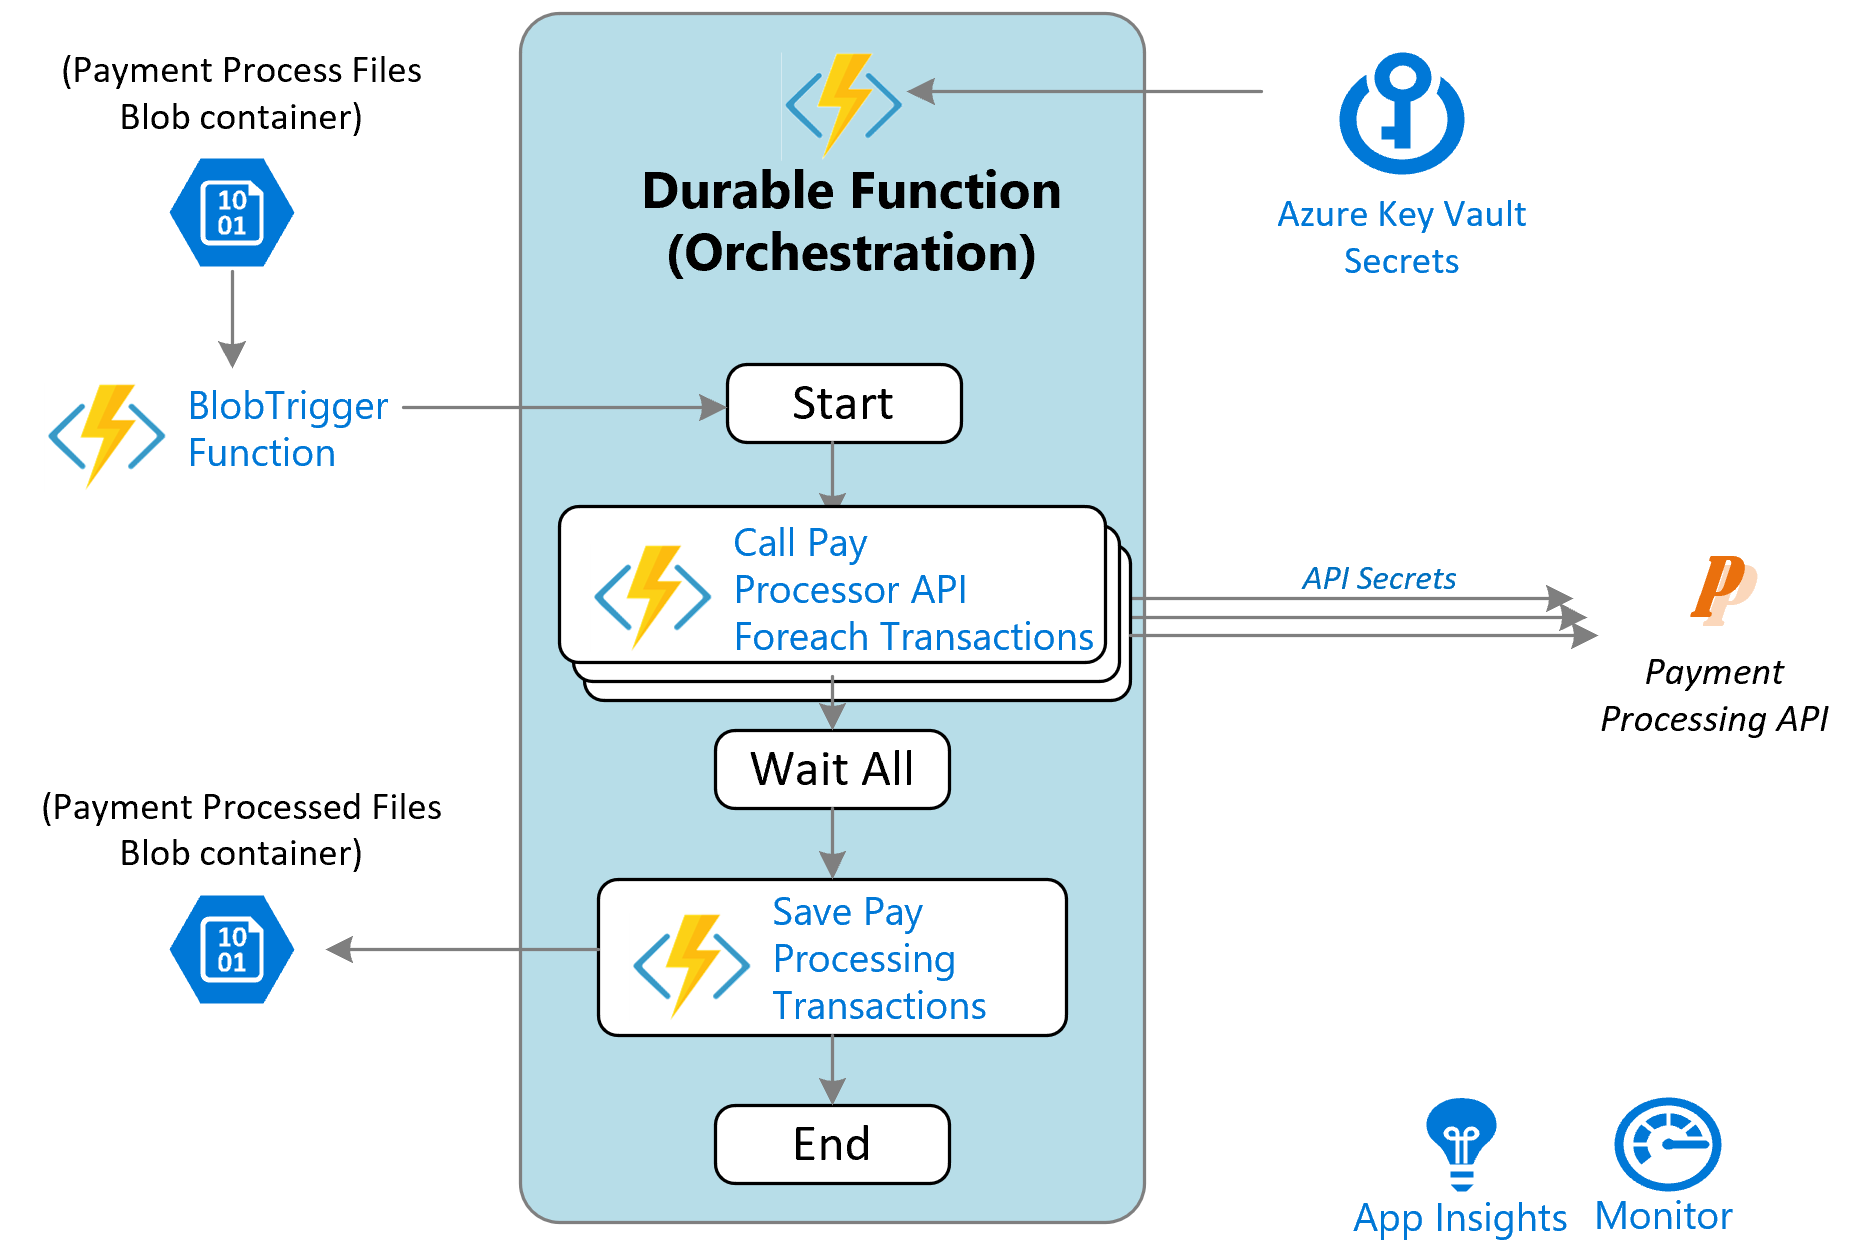 (Payment Process Files
Blob container)
10
01
BlobTrigger
Function
Durable Function
(Orchestration)
Azure Key Vault
Secrets
Start
Call Pay
Processor API
Foreach Transactions
API Secrets
PP
Payment
Processing API
Wait All
(Payment Processed Files
Blob container)
10
01
Save Pay
Processing
Transactions
End
App Insights
Monitor